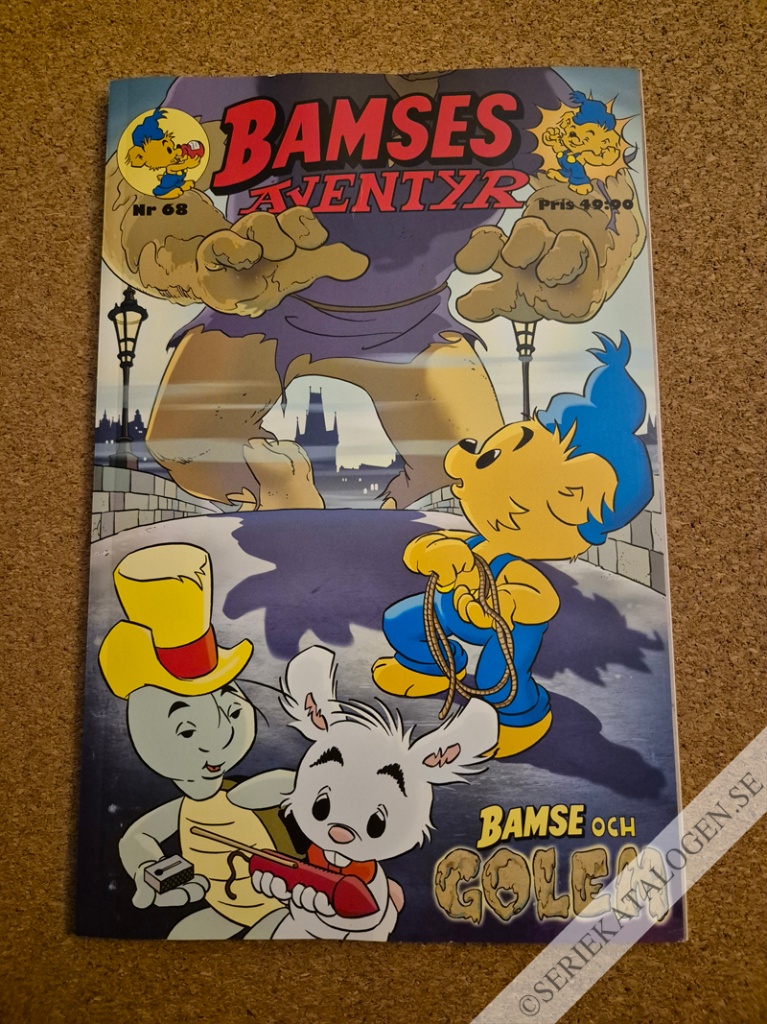 BAMSES
ÄVENTYR
Nr 68
Pris 49:90
BAMSE OCH
GOLEM
©SERIEKATALOGEN.SE